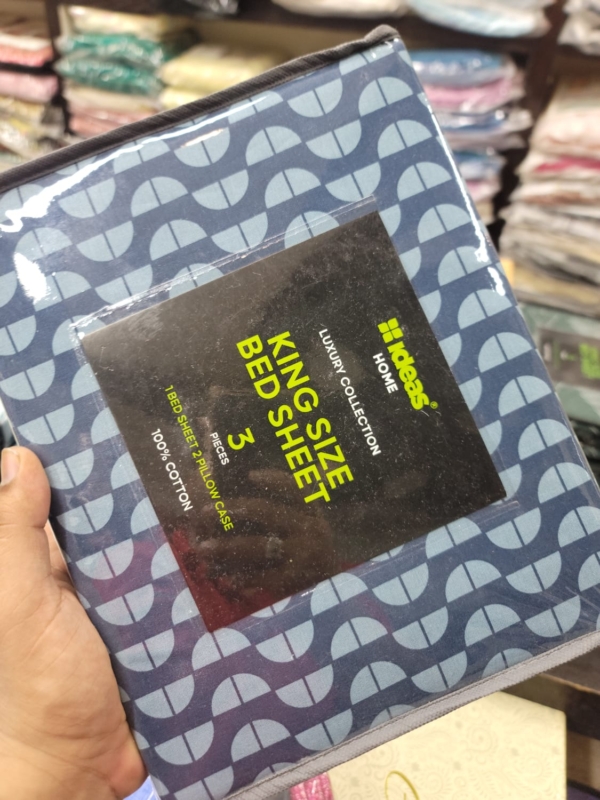 ideas®
HOME
LUXURY COLLECTION
KING SIZE
BED SHEET
3
PIECES
1 BED SHEET 2 PILLOW CASE
100% COTTON